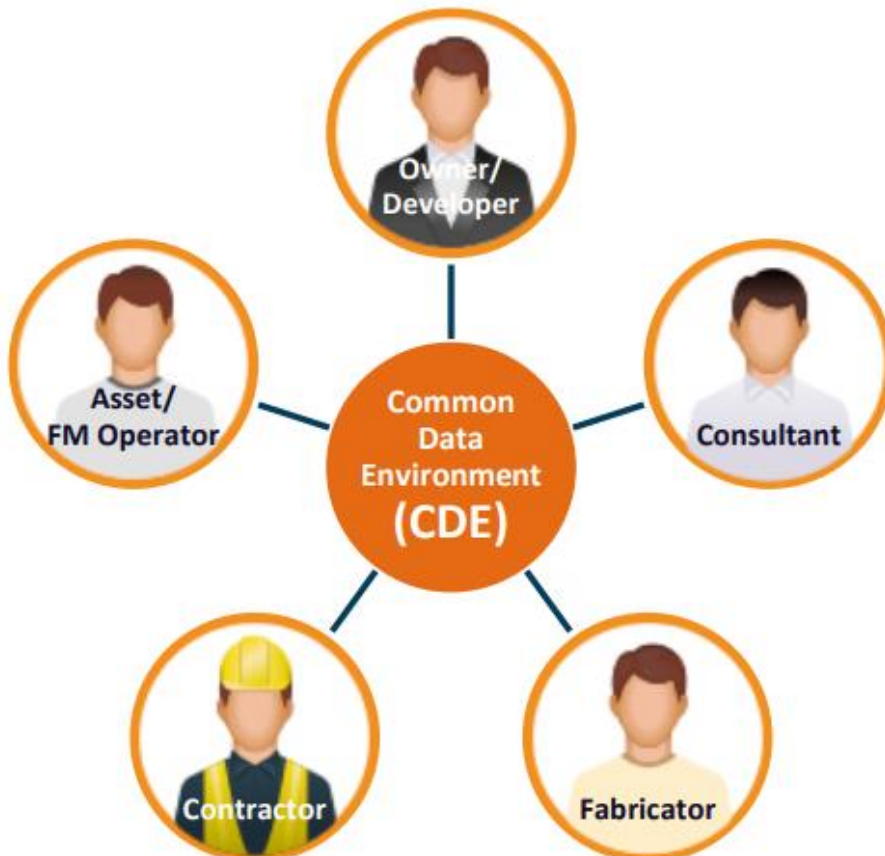 Owner/
Developer
Asset/
FM Operator
Common
Data
Environment
(CDE)
Consultant
Contractor
Fabricator